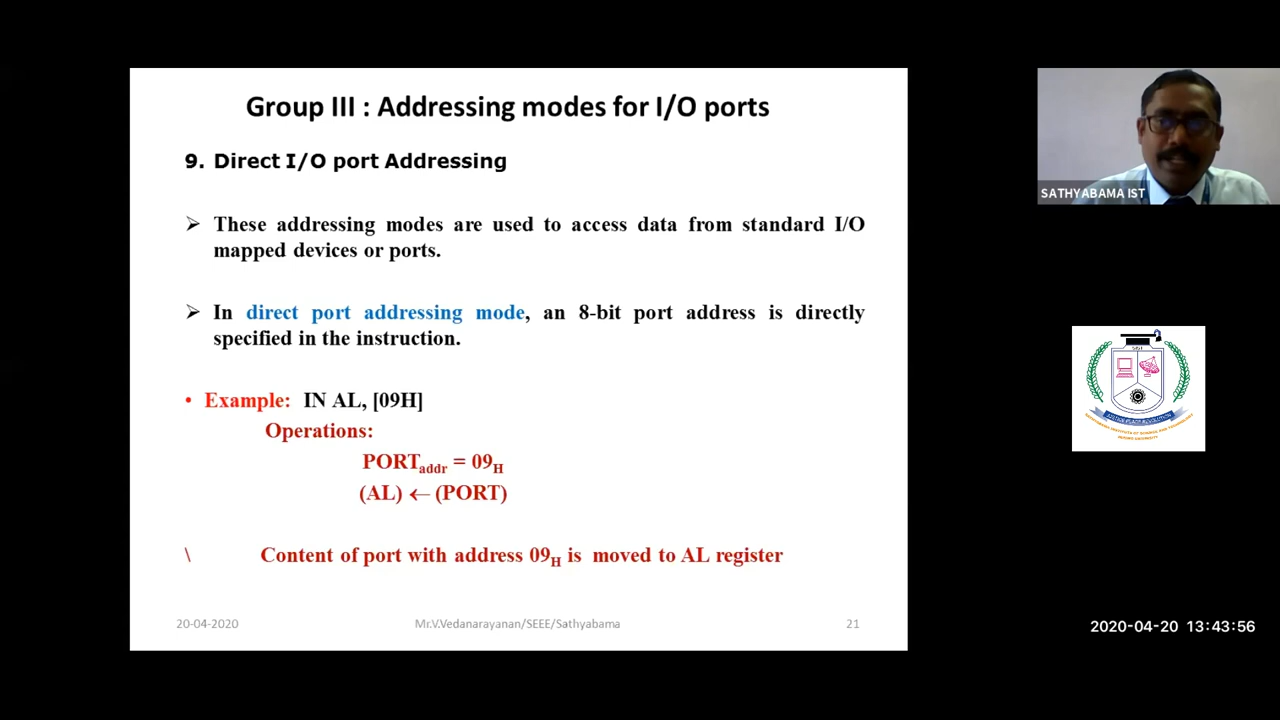 Group III : Addressing modes for I/O ports
9. Direct I/O port Addressing
➢ These addressing modes are used to access data from standard I/O
mapped devices or ports.
➢ In direct port addressing mode, an 8-bit port address is directly
specified in the instruction.
• Example: IN AL, [09H]
Operations:
PORTaddr = 09H
(AL) ← (PORT)
\ Content of port with address 09H is moved to AL register
20-04-2020 Mr.V.Vedanarayanan/SEEE/Sathyabama 21
SATHYABAMA IST
2020-04-20 13:43:56